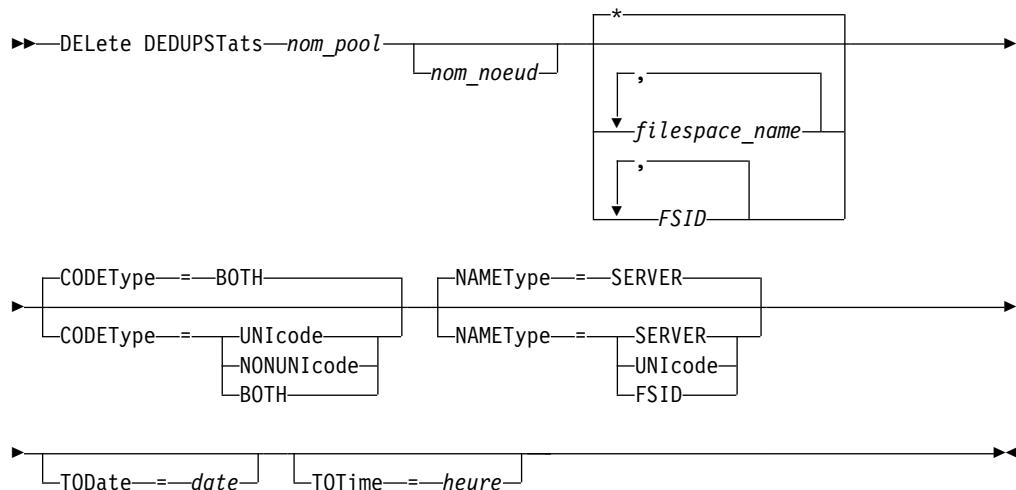 *
DELete DEDUPSTats nom_pool
nom_noeud
,
filespace_name
,
FSID
CODEType = BOTH NAMEType = SERVER
CODEType = UNIcode NAMEType = SERVER
NONUNIcode UNIcode
BOTH FSID
TODate = date TOTime = heure